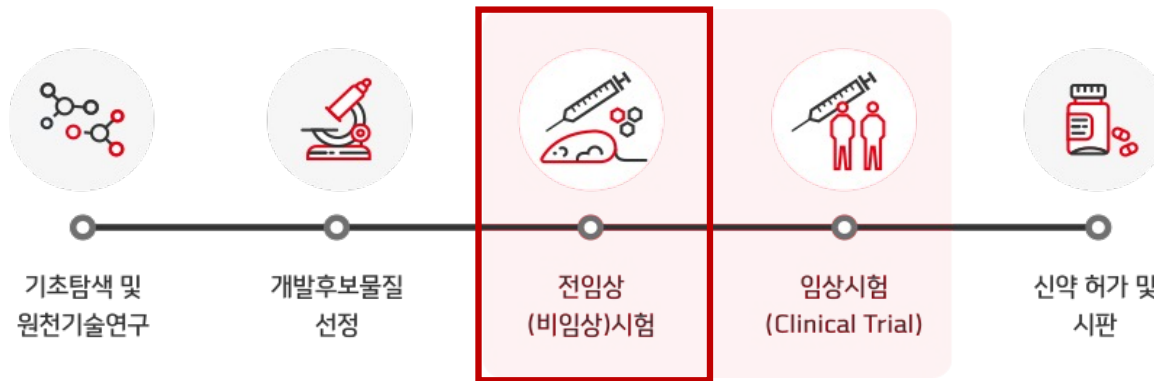 기초탐색 및
원천기술연구
개발후보물질
선정
전임상
(비임상)시험
임상시험
(Clinical Trial)
신약 허가 및
시판